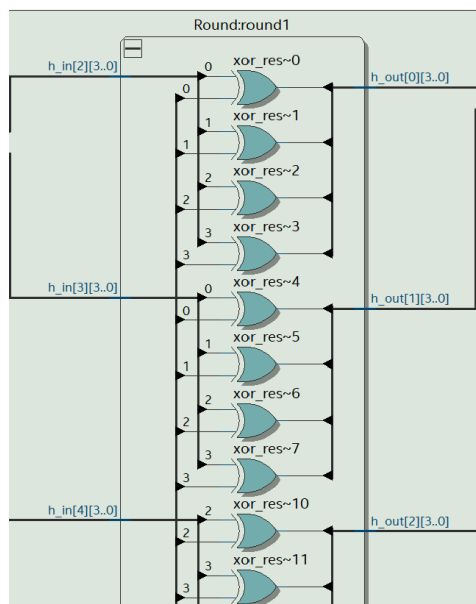 Round:round1
h_in[2][3..0]
0
xor_res~0
h_out[0][3..0]
0
xor_res~1
1
1
xor_res~2
2
2
xor_res~3
3
3
h_in[3][3..0]
xor_res~4
h_out[1][3..0]
0
0
xor_res~5
1
1
xor_res~6
2
2
xor_res~7
3
3
h_in[4][3..0]
xor_res~10
h_out[2][3..0]
2
2
xor_res~11
3
3